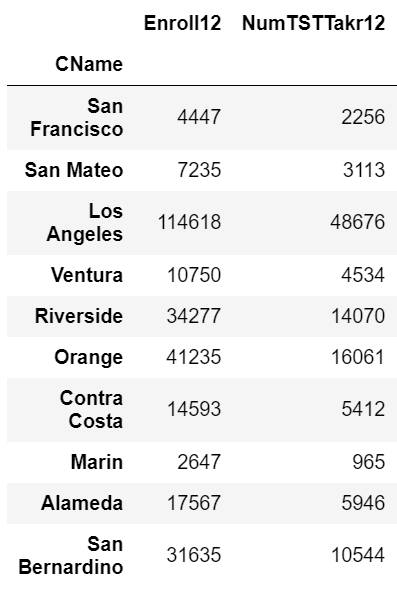 Enroll12 NumTSTTakr12
CName
San Francisco 4447 2256
San Mateo 7235 3113
Los Angeles 114618 48676
Ventura 10750 4534
Riverside 34277 14070
Orange 41235 16061
Contra Costa 14593 5412
Marin 2647 965
Alameda 17567 5946
San Bernardino 31635 10544